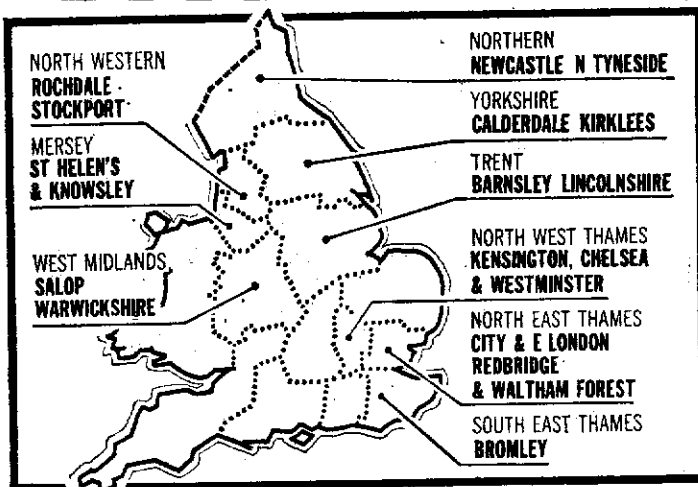 NORTH WESTERN
ROCHDALE
STOCKPORT
MERSEY
ST HELEN'S
& KNOWSLEY
WEST MIDLANDS
SALOP
WARWICKSHIRE
NORTHERN
NEWCASTLE N TYNESIDE
YORKSHIRE
CALDERDALE KIRKLEES
TRENT
BARNSLEY LINCOLNSHIRE
NORTH WEST THAMES
KENSINGTON, CHELSEA
& WESTMINSTER
NORTH EAST THAMES
CITY & E LONDON
REDBRIDGE
& WALTHAM FOREST
SOUTH EAST THAMES
BROMLEY